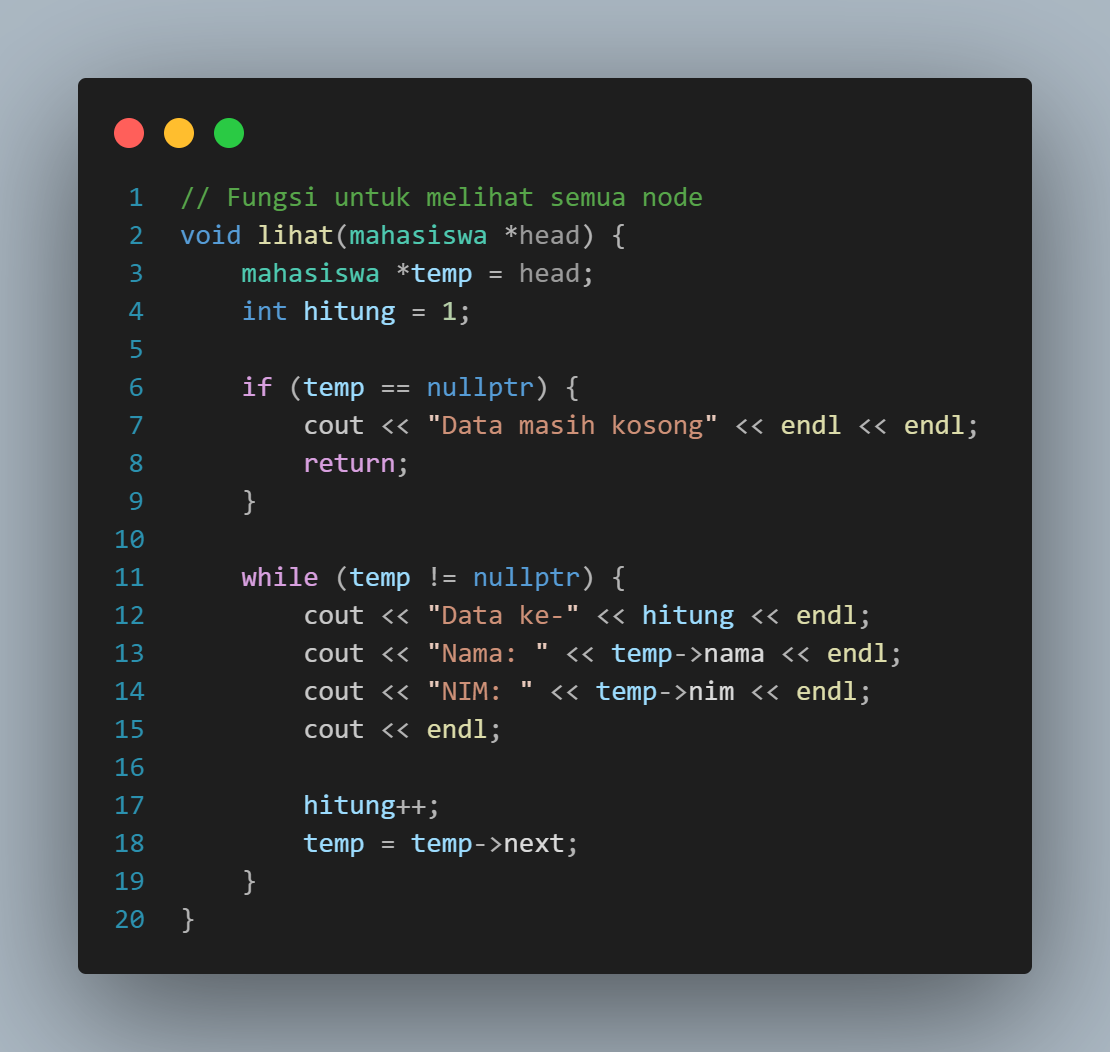 1 // Fungsi untuk melihat semua node
2 void lihat(mahasiswa *head) {
3     mahasiswa *temp = head;
4     int hitung = 1;
5
6     if (temp == nullptr) {
7         cout << "Data masih kosong" << endl << endl;
8         return;
9     }
10
11     while (temp != nullptr) {
12         cout << "Data ke-" << hitung << endl;
13         cout << "Nama: " << temp->nama << endl;
14         cout << "NIM: " << temp->nim << endl;
15         cout << endl;
16
17         hitung++;
18         temp = temp->next;
19     }
20 }